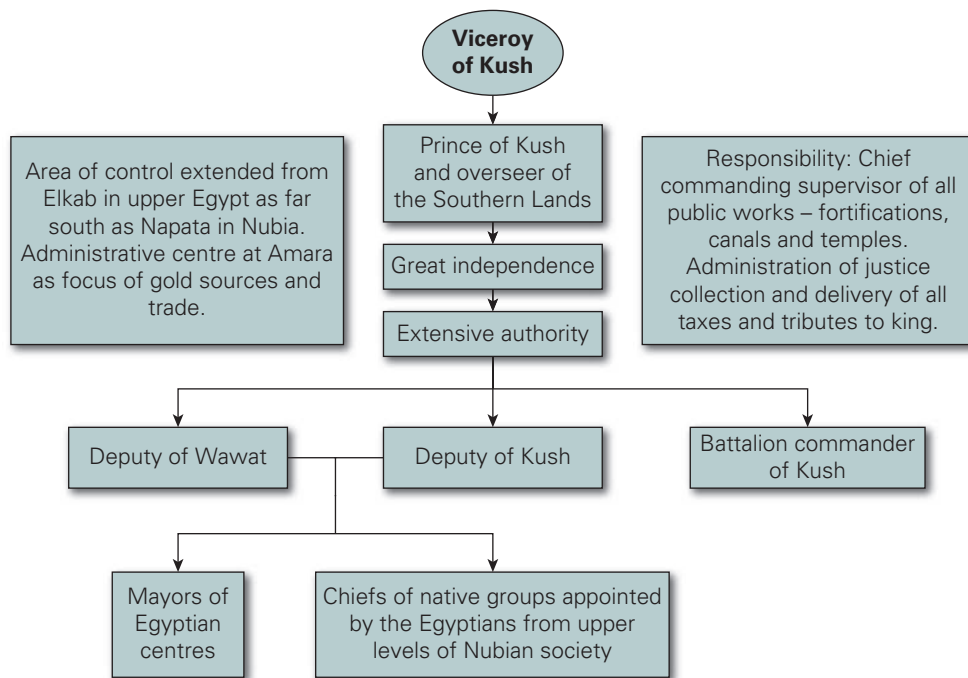 Viceroy
of Kush
Prince of Kush
and overseer of
the Southern Lands
Area of control extended from
Elkab in upper Egypt as far
south as Napata in Nubia.
Administrative centre at Amara
as focus of gold sources and
trade.
Responsibility: Chief
commanding supervisor of all
public works – fortifications,
canals and temples.
Administration of justice
collection and delivery of all
taxes and tributes to king.
Great independence
Extensive authority
Deputy of Wawat
Deputy of Kush
Battalion commander
of Kush
Mayors of
Egyptian
centres
Chiefs of native groups appointed
by the Egyptians from upper
levels of Nubian society